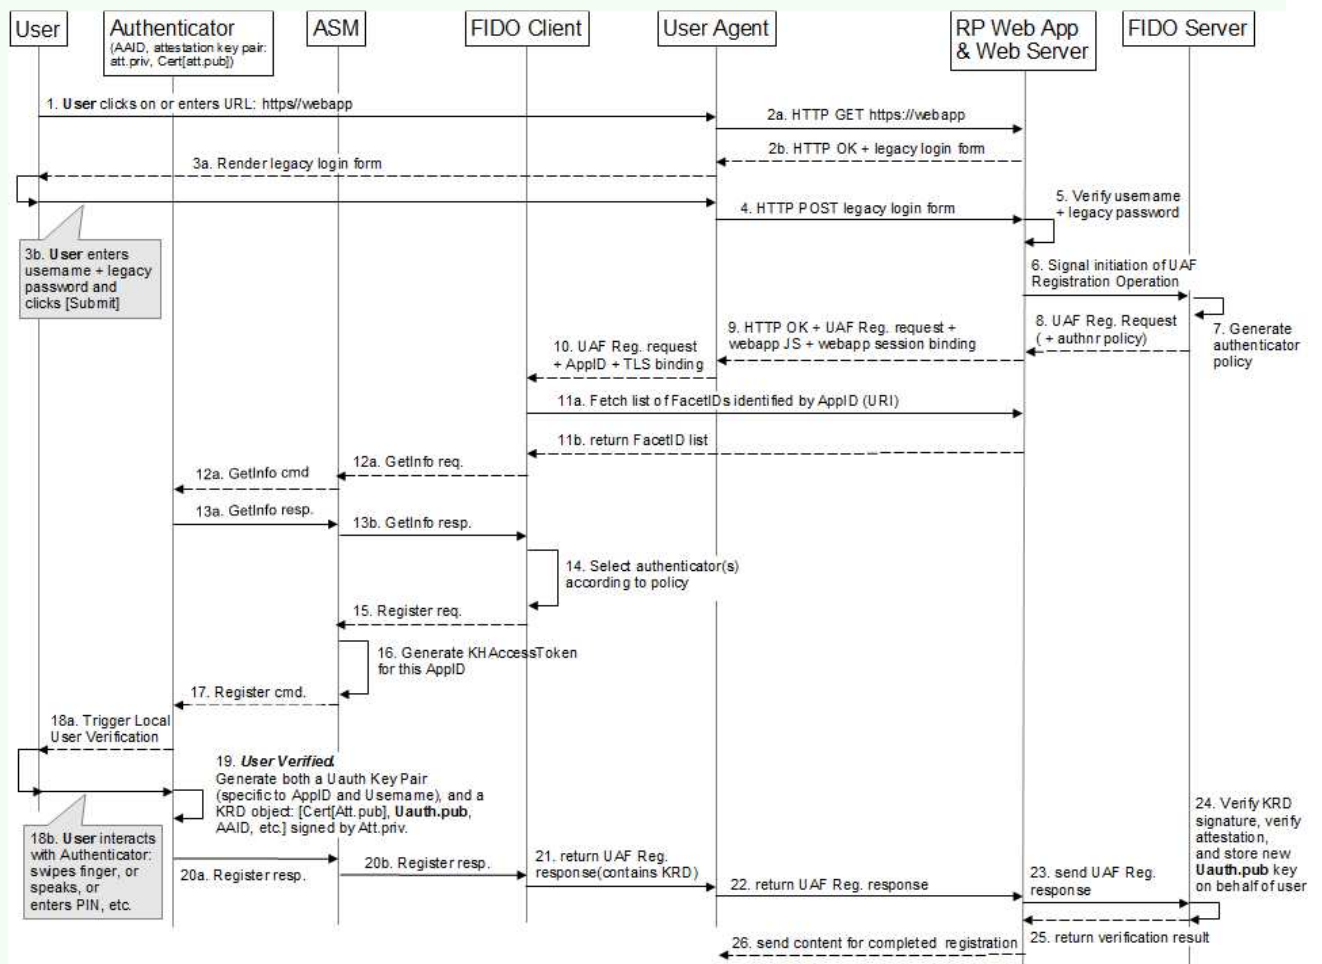 User
Authenticator
(AAID, attestation key pair:
att.priv, Cert[att.pub])
ASM
FIDO Client
User Agent
RP Web App
& Web Server
FIDO Server
1. User clicks on or enters URL: https//webapp
2a. HTTP GET https://webapp
2b. HTTP OK + legacy login form
3a. Render legacy login form
4. HTTP POST legacy login form
5. Verify username
+ legacy password
3b. User enters
username + legacy
password and
clicks [Submit]
6. Signal initiation of UAF
Registration Operation
7. Generate
authenticator
policy
8. UAF Reg. Request
( + authnr policy)
9. HTTP OK + UAF Reg. request +
webapp JS + webapp session binding
10. UAF Reg. request
+ AppID + TLS binding
11a. Fetch list of FacetIDs identified by AppID (URI)
11b. return FacetID list
12a. GetInfo req.
12a. GetInfo cmd
13a. GetInfo resp.
13b. GetInfo resp.
14. Select authenticator(s)
according to policy
15. Register req.
16. Generate KHAccessToken
for this AppID
17. Register cmd.
18a. Trigger Local
User Verification
19. User Verified.
Generate both a Uauth Key Pair
(specific to AppID and Username), and a
KRD object: [Cert[Att.pub], Uauth.pub,
AAID, etc.] signed by Att.priv.
18b. User interacts
with Authenticator:
swipes finger, or
speaks, or
enters PIN, etc.
20a. Register resp.
20b. Register resp.
21. return UAF Reg.
response(contains KRD)
22. return UAF Reg. response
23. send UAF Reg.
response
24. Verify KRD
signature, verify
attestation,
and store new
Uauth.pub key
on behalf of user
25. return verification result
26. send content for completed registration